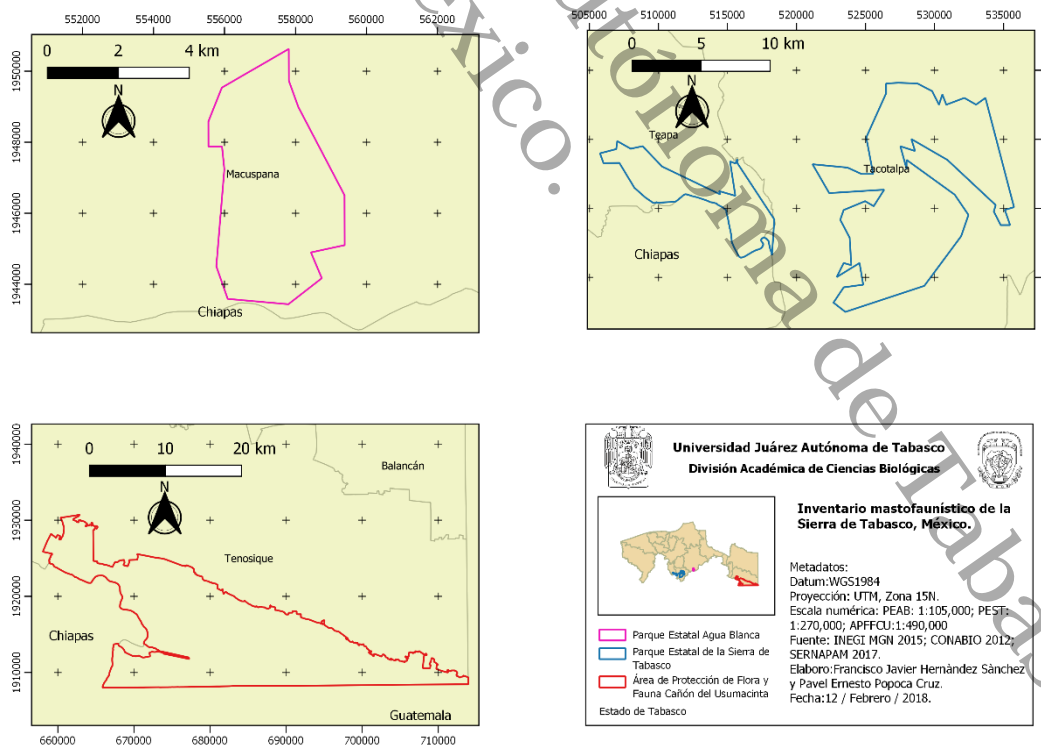 552000 554000 556000 558000 560000 562000
0 2 4 km
N
1950000
1948000
1946000
1944000
Macuspana
Chiapas
505000 510000 515000 520000 525000 530000 535000
0 5 10 km
N
Teapa
Tacotalpa
Chiapas
0 10 20 km
N
1940000
1930000
1920000
1910000
Balancán
Tenosique
Chiapas
Guatemala
660000 670000 680000 690000 700000 710000
Universidad Juárez Autónoma de Tabasco
División Académica de Ciencias Biológicas
Inventario mastofaunístico de la
Sierra de Tabasco, México.
Metadatos:
Datum:WGS1984
Proyección: UTM, Zona 15N.
Escala numérica: PEAB: 1:105,000; PEST:
1:270,000; APFFCU:1:490,000
Fuente: INEGI MGN 2015; CONABIO 2012;
SERNAPAM 2017.
Elaboro:Francisco Javier Hernàndez Sànchez
y Pavel Ernesto Popoca Cruz.
Fecha:12 / Febrero / 2018.
Parque Estatal Agua Blanca
Parque Estatal de la Sierra de
Tabasco
Área de Protección de Flora y
Fauna Cañón del Usumacinta
Estado de Tabasco
utónoma de Tabas
éxico.